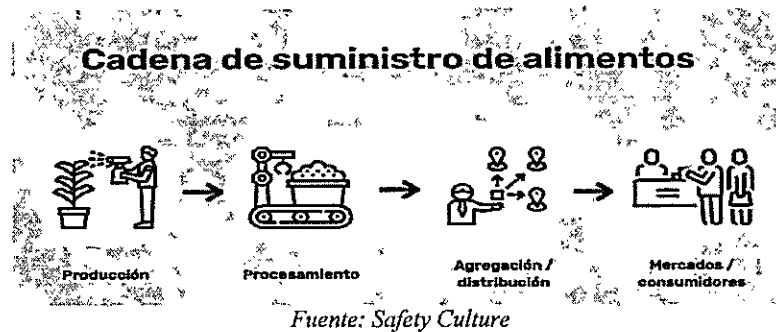 Cadena de suministro de alimentos
Producción
Procesamiento
Agregación /
distribución
Mercados /
consumidores
Fuente: Safety Culture